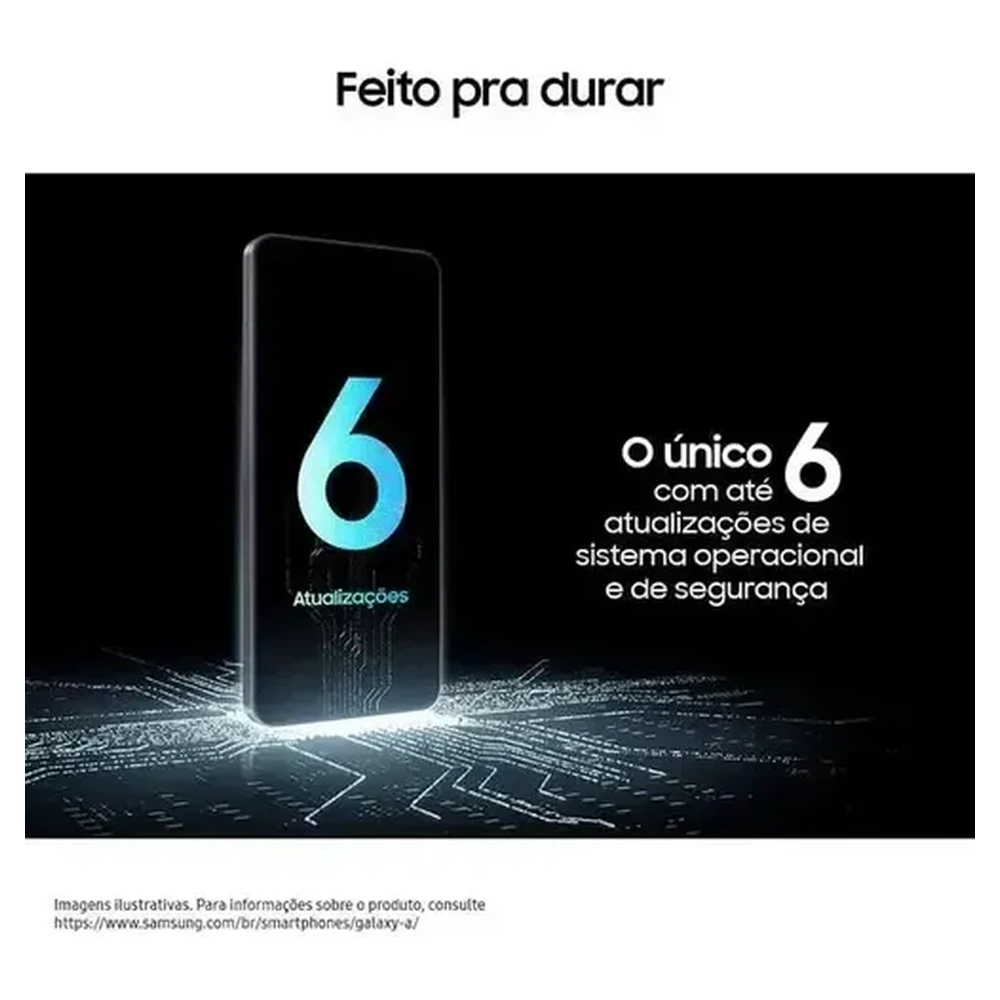 Feito pra durar
6
Atualizações
O único 6
com até
atualizações de
sistema operacional
e de segurança
Imagens ilustrativas. Para informações sobre o produto, consulte
https://www.samsung.com/br/smartphones/galaxy-a/